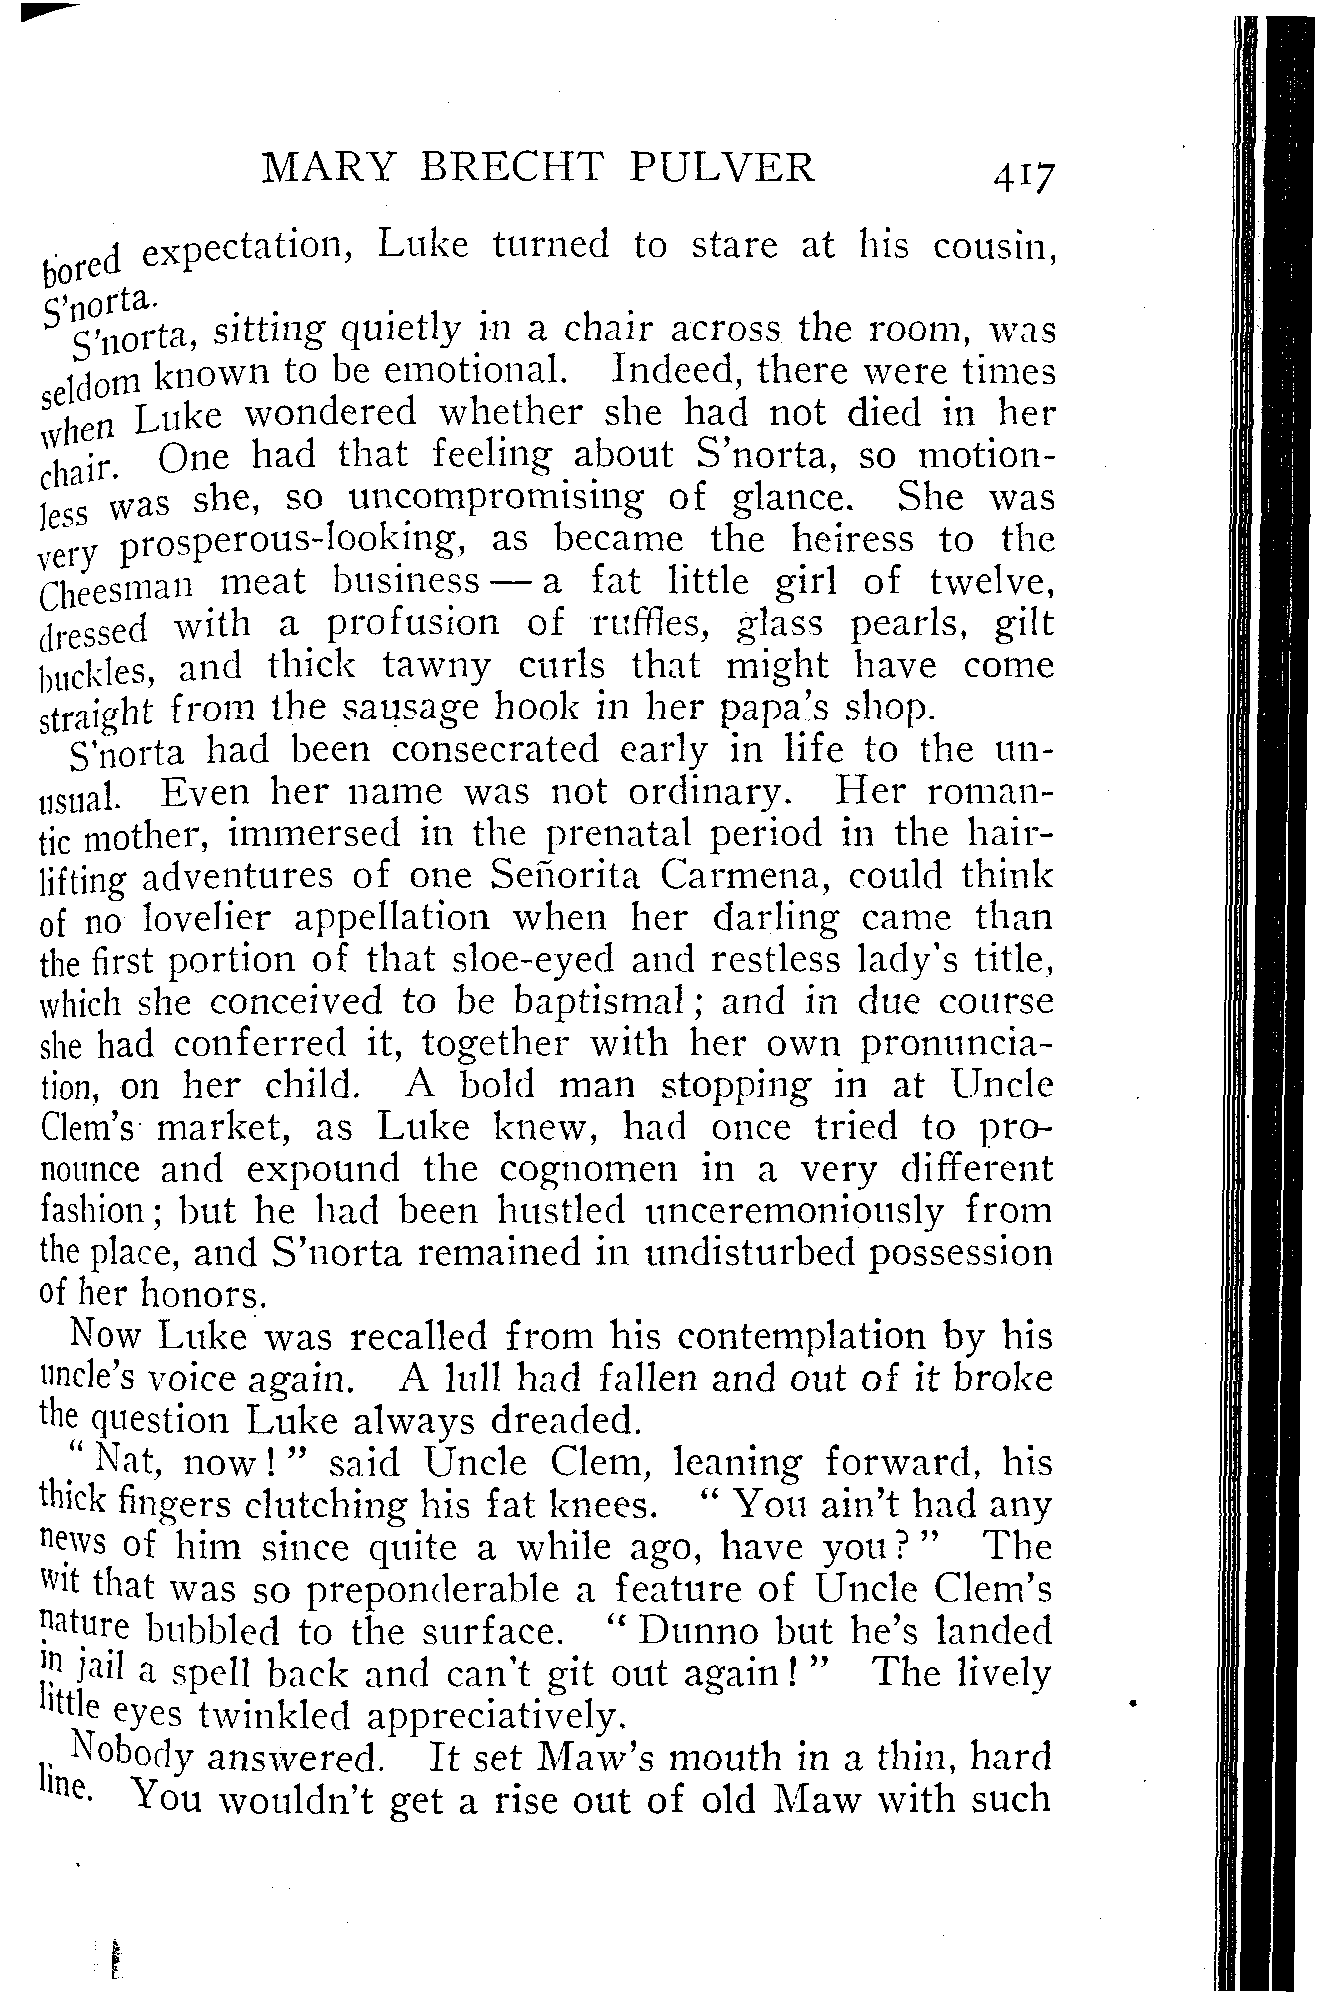 MARY BRECHT PULVER 417
bored expectation, Luke turned to stare at his cousin,
S'norta.
S'norta, sitting quietly in a chair across the room, was
seldom known to be emotional. Indeed, there were times
when Luke wondered whether she had not died in her
chair. One had that feeling about S'norta, so motion-
less was she, so uncompromising of glance. She was
very prosperous-looking, as became the heiress to the
Cheesman meat business — a fat little girl of twelve,
dressed with a profusion of ruffles, glass pearls, gilt
buckles, and thick tawny curls that might have come
straight from the sausage hook in her papa's shop.
S'norta had been consecrated early in life to the un-
usual. Even her name was not ordinary. Her roman-
tic mother, immersed in the prenatal period in the hair-
lifting adventures of one Señorita Carmena, could think
of no lovelier appellation when her darling came than
the first portion of that sloe-eyed and restless lady's title,
which she conceived to be baptismal; and in due course
she had conferred it, together with her own pronuncia-
tion, on her child. A bold man stopping in at Uncle
Clem's market, as Luke knew, had once tried to pro-
nounce and expound the cognomen in a very different
fashion; but he had been hustled unceremoniously from
the place, and S'norta remained in undisturbed possession
of her honors.
Now Luke was recalled from his contemplation by his
uncle's voice again. A lull had fallen and out of it broke
the question Luke always dreaded.
"Nat, now!" said Uncle Clem, leaning forward, his
thick fingers clutching his fat knees. "You ain't had any
news of him since quite a while ago, have you?" The
wit that was so preponderable a feature of Uncle Clem's
nature bubbled to the surface. "Dunno but he's landed
in jail a spell back and can't git out again!" The lively
little eyes twinkled appreciatively.
Nobody answered. It set Maw's mouth in a thin, hard
line. You wouldn't get a rise out of old Maw with such